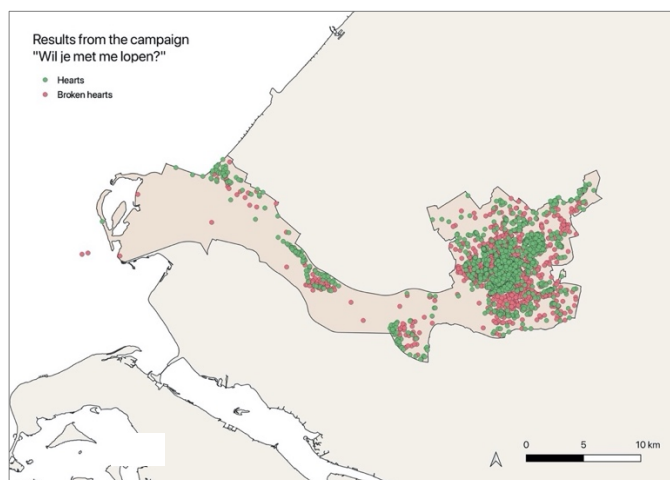 Results from the campaign
"Wil je met me lopen?"
Hearts
Broken hearts
0 5 10 km